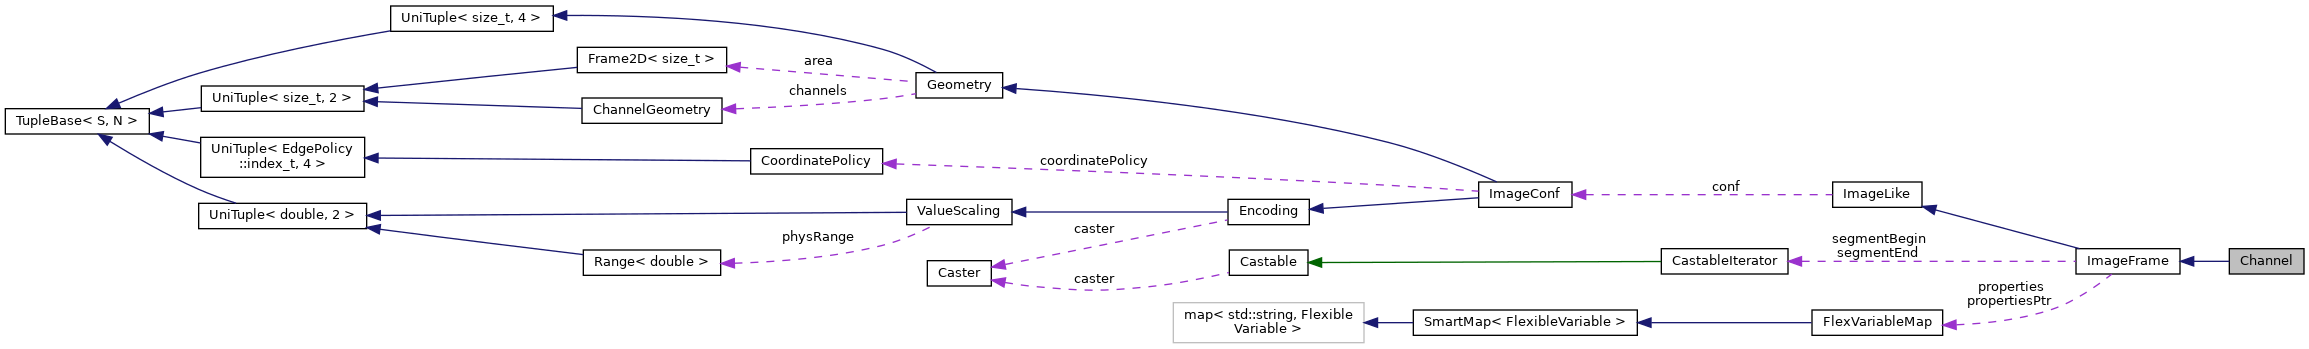 UniTuple< size_t, 4 >
Frame2D< size_t >
area
Geometry
channels
UniTuple< size_t, 2 >
ChannelGeometry
TupleBase< S, N >
UniTuple< EdgePolicy
::index_t, 4 >
CoordinatePolicy
coordinatePolicy
conf
ImageConf
ImageLike
UniTuple< double, 2 >
ValueScaling
Encoding
caster
physRange
segmentBegin
segmentEnd
Range< double >
Caster
Castable
CastableIterator
ImageFrame
Channel
caster
properties
propertiesPtr
map< std::string, Flexible
Variable >
SmartMap< FlexibleVariable >
FlexVariableMap